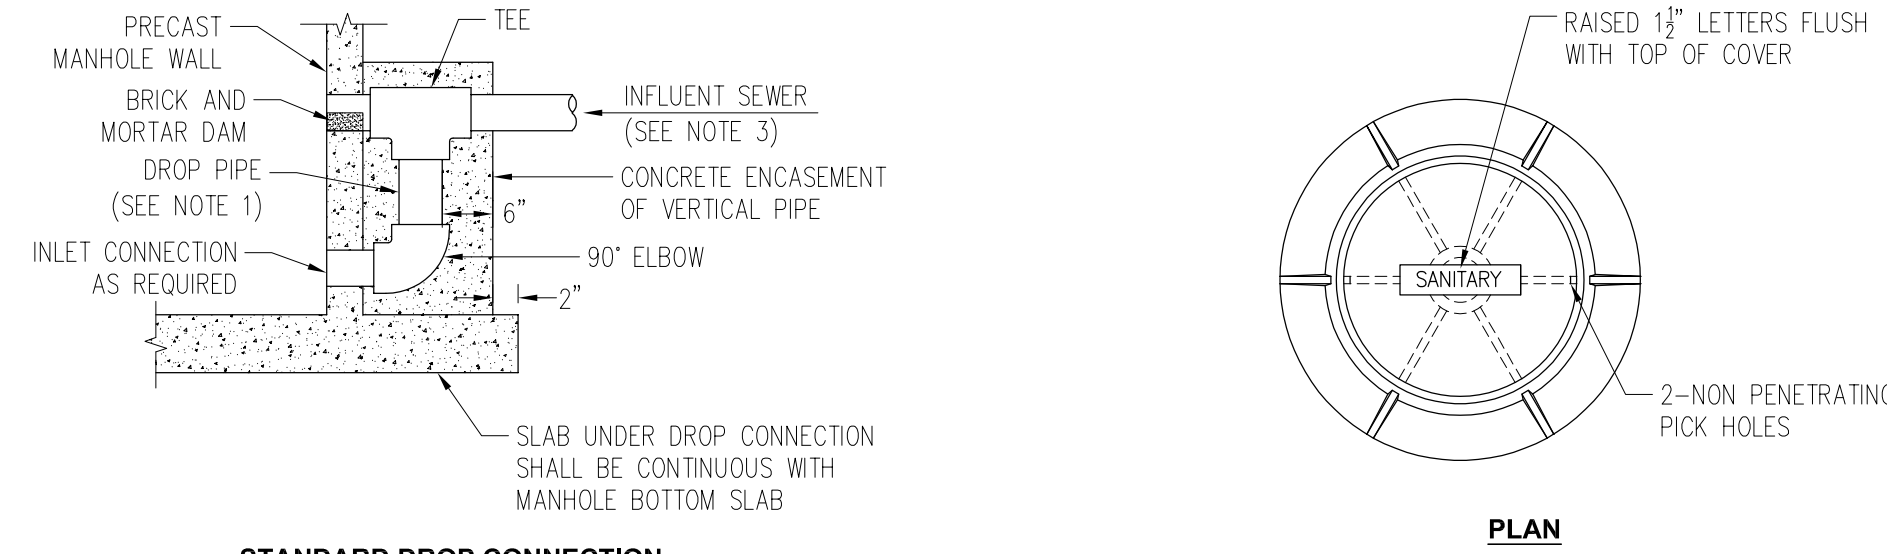 PRECAST
MANHOLE WALL
BRICK AND
MORTAR DAM
DROP PIPE
(SEE NOTE 1)
INLET CONNECTION
AS REQUIRED
TEE
INFLUENT SEWER
(SEE NOTE 3)
CONCRETE ENCASEMENT
OF VERTICAL PIPE
6"
90° ELBOW
2"
SLAB UNDER DROP CONNECTION
SHALL BE CONTINUOUS WITH
MANHOLE BOTTOM SLAB
STANDARD DROP CONNECTION
RAISED 1½" LETTERS FLUSH
WITH TOP OF COVER
SANITARY
2-NON PENETRATING
PICK HOLES
PLAN